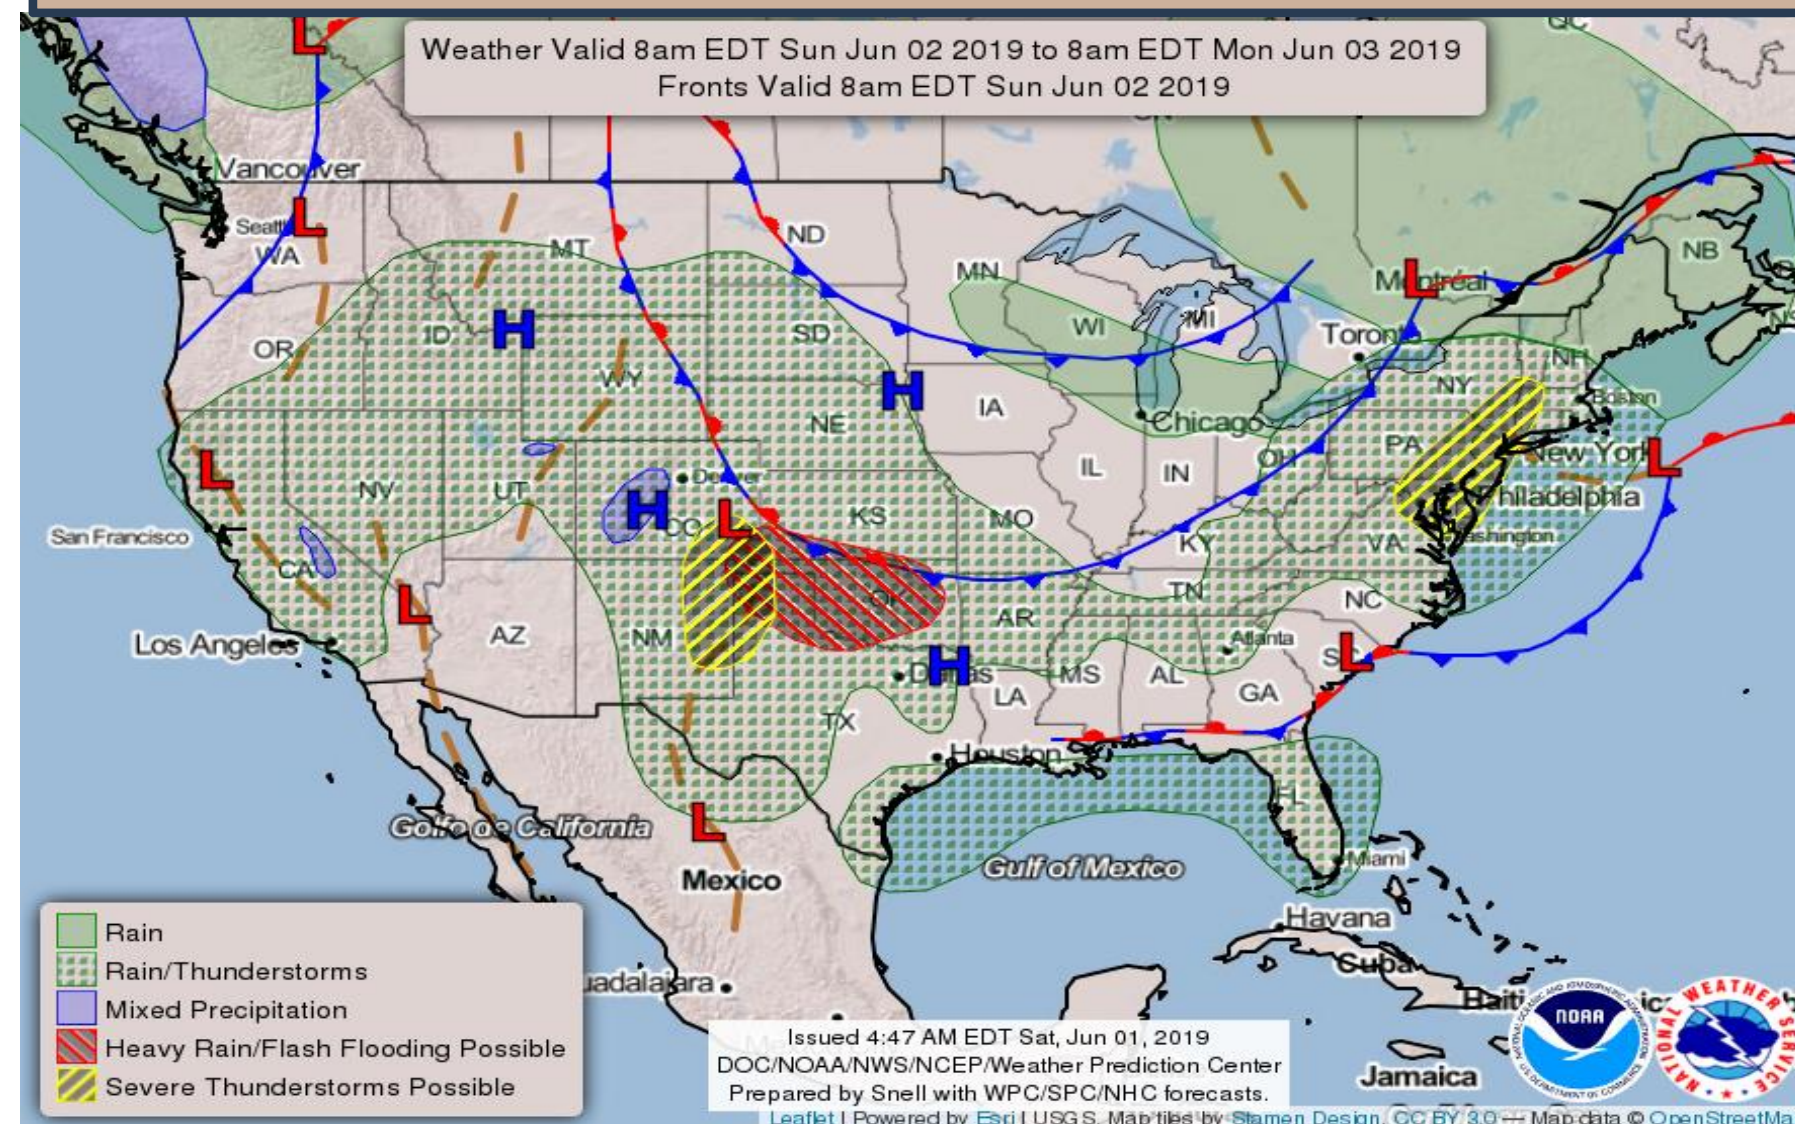 Weather Valid 8am EDT Sun Jun 02 2019 to 8am EDT Mon Jun 03 2019
Fronts Valid 8am EDT Sun Jun 02 2019
QC
L
Vancouver
L
Seattl
WA
MT
ND
MN
NB
L
Montréal
OR
ID
H
WY
SD
WI
MI
Toronto
NH
NY
NE
H
IA
Chicago
Boston
L
NV
UT
Denver
H
CO
L
KS
MO
IL
IN
OH
PA
New York
L
Philadelphia
San Francisco
CA
KY
VA
ashington
L
OK
AR
TN
NC
Los Angeles
AZ
NM
Dallas
H
MS
AL
Atlanta
GA
S
L
LA
TX
Houston
FL
Golfo de California
L
Mexico
Gulf of Mexico
Miami
Havana
Cuba
Haiti
Jamaica
uadalajara
Rain
Rain/Thunderstorms
Mixed Precipitation
Heavy Rain/Flash Flooding Possible
Severe Thunderstorms Possible
Issued 4:47 AM EDT Sat, Jun 01, 2019
DOC/NOAA/NWS/NCEP/Weather Prediction Center
Prepared by Snell with WPC/SPC/NHC forecasts.
NOAA
NATIONAL WEATHER SERVICE
Leaflet | Powered by Esri | USGS, Map tiles by Stamen Design, CC BY 3.0 — Map data © OpenStreetMa